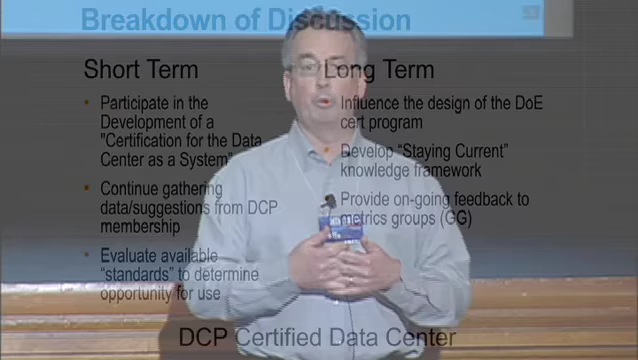 Breakdown of Discussion
Short Term
Participate in the
Development of a
"Certification for the Data
Center as a System"
Continue gathering
data/suggestions from DCP
membership
Evaluate available
“standards” to determine
opportunity for use
Long Term
Influence the design of the DoE
cert program
Develop “Staying Current”
knowledge framework
Provide on-going feedback to
metrics groups (GG)
DCP Certified Data Center